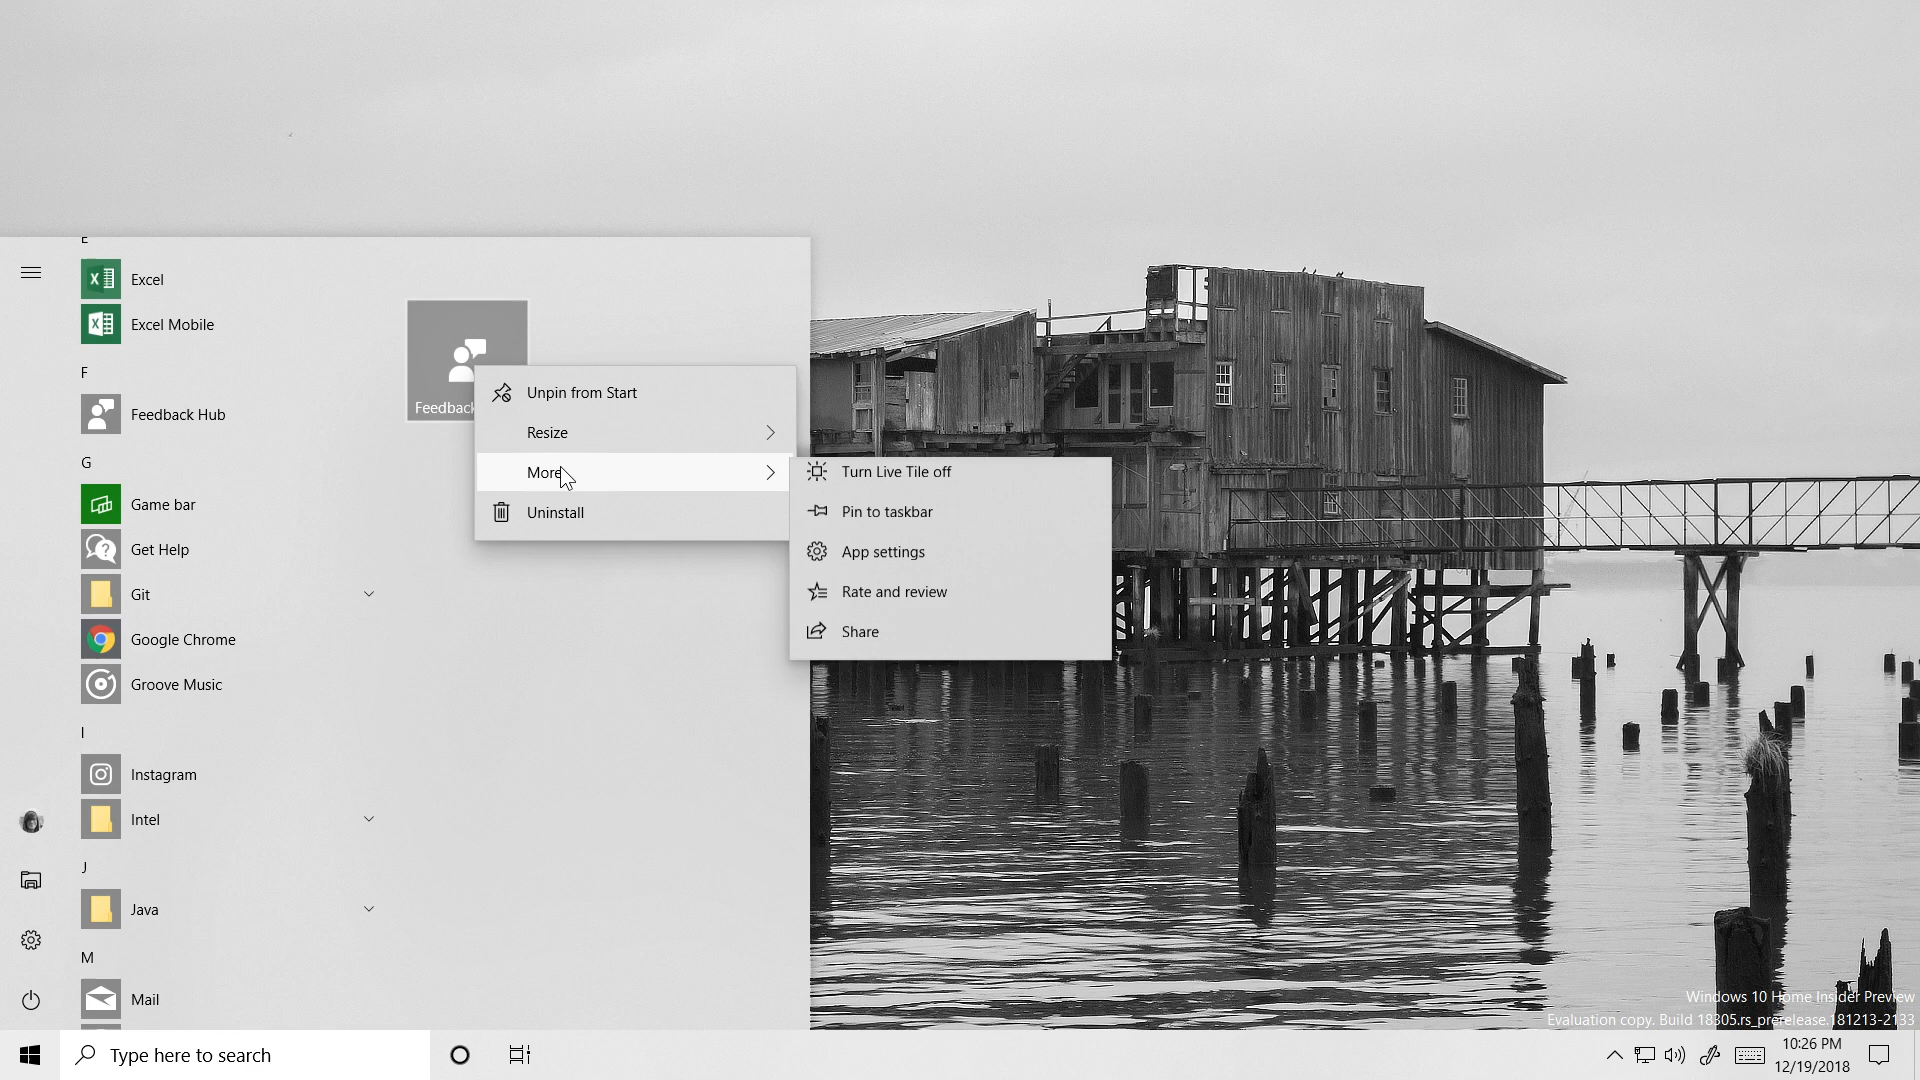 E
Excel
Excel Mobile
F
Feedback Hub
G
Game bar
Get Help
Git
Google Chrome
Groove Music
I
Instagram
Intel
J
Java
M
Mail
Feedback
Unpin from Start
Resize
More
Uninstall
Turn Live Tile off
Pin to taskbar
App settings
Rate and review
Share
Windows 10 Home Insider Preview
Evaluation copy. Build 18305.rs_prerelease.181213-2133
Type here to search
10:26 PM
12/19/2018